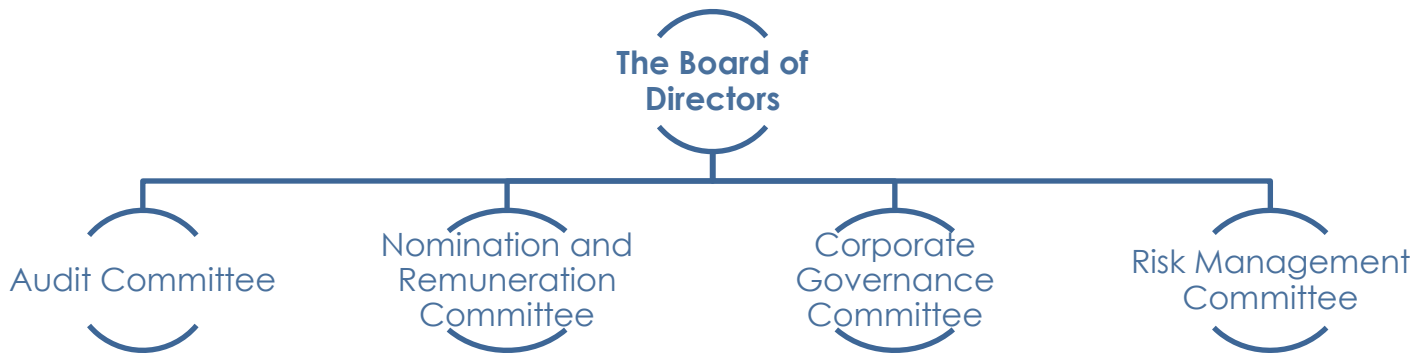 The Board of
Directors
Audit Committee
Nomination and
Remuneration
Committee
Corporate
Governance
Committee
Risk Management
Committee